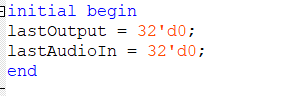 initial begin
lastOutput = 32'd0;
lastAudioIn = 32'd0;
end